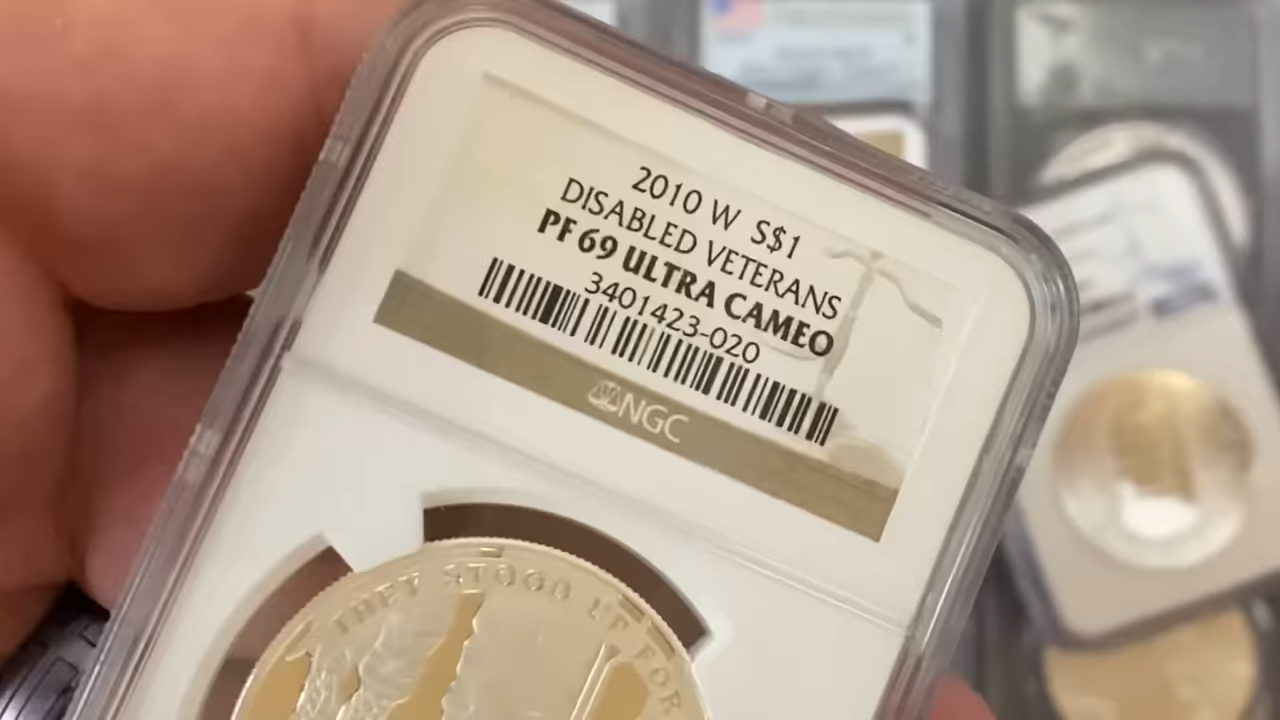 2010 W S$1
DISABLED VETERANS
PF 69 ULTRA CAMEO
3401423-020
NGC
THEY STOOD UP FOR